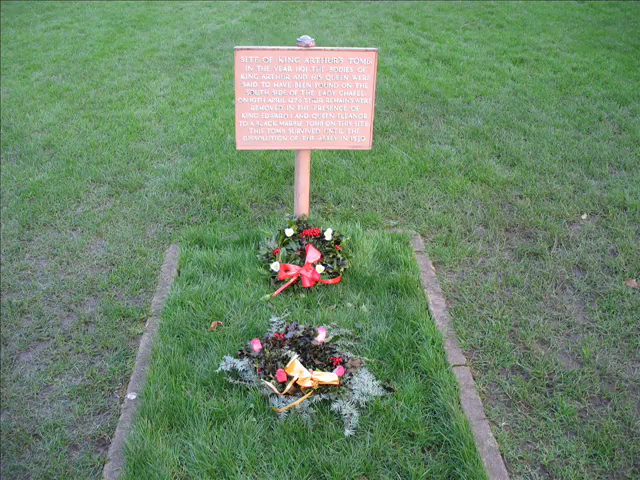 SITE OF KING ARTHUR'S TOMB
IN THE YEAR 1191 THE BODIES OF
KING ARTHUR AND HIS QUEEN WERE
SAID TO HAVE BEEN FOUND ON THE
SOUTH SIDE OF THE LADY CHAPEL
ON 19TH APRIL 1278 THEIR REMAINS WERE
REMOVED IN THE PRESENCE OF
KING EDWARD I AND QUEEN ELEANOR
TO A BLACK MARBLE TOMB ON THIS SITE
THIS TOMB SURVIVED UNTIL THE
DISSOLUTION OF THE ABBEY IN 1539